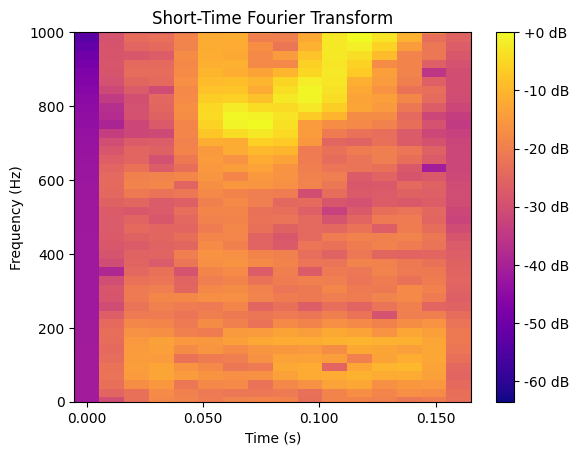 Short-Time Fourier Transform
1000
800
600
400
200
0
Frequency (Hz)
0.000
0.050
0.100
0.150
Time (s)
+0 dB
-10 dB
-20 dB
-30 dB
-40 dB
-50 dB
-60 dB